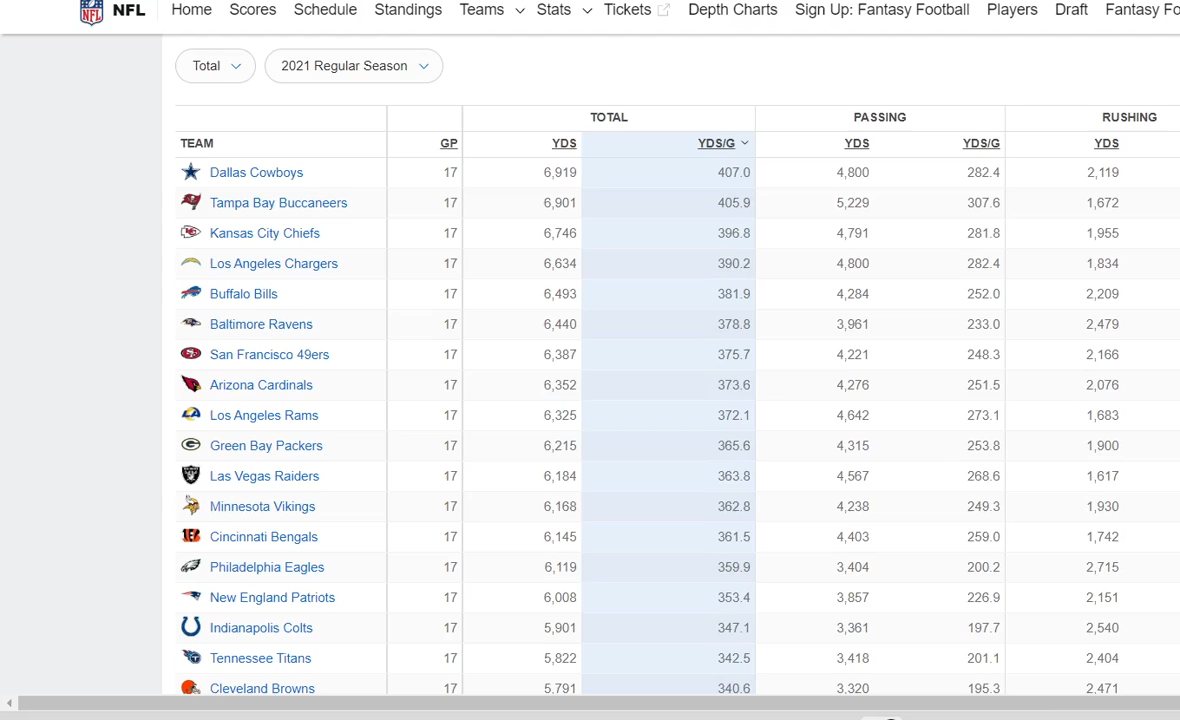 NFL NFL Home Scores Schedule Standings Teams Stats Tickets Depth Charts Sign Up: Fantasy Football Players Draft Fantasy Fo
Total 2021 Regular Season
TOTAL PASSING RUSHING
TEAM GP YDS YDS/G YDS YDS/G YDS
Dallas Cowboys 17 6,919 407.0 4,800 282.4 2,119
Tampa Bay Buccaneers 17 6,901 405.9 5,229 307.6 1,672
Kansas City Chiefs 17 6,746 396.8 4,791 281.8 1,955
Los Angeles Chargers 17 6,634 390.2 4,800 282.4 1,834
Buffalo Bills 17 6,493 381.9 4,284 252.0 2,209
Baltimore Ravens 17 6,440 378.8 3,961 233.0 2,479
San Francisco 49ers 17 6,387 375.7 4,221 248.3 2,166
Arizona Cardinals 17 6,352 373.6 4,276 251.5 2,076
Los Angeles Rams 17 6,325 372.1 4,642 273.1 1,683
Green Bay Packers 17 6,215 365.6 4,315 253.8 1,900
Las Vegas Raiders 17 6,184 363.8 4,567 268.6 1,617
Minnesota Vikings 17 6,168 362.8 4,238 249.3 1,930
Cincinnati Bengals 17 6,145 361.5 4,403 259.0 1,742
Philadelphia Eagles 17 6,119 359.9 3,404 200.2 2,715
New England Patriots 17 6,008 353.4 3,857 226.9 2,151
Indianapolis Colts 17 5,901 347.1 3,361 197.7 2,540
Tennessee Titans 17 5,822 342.5 3,418 201.1 2,404
Cleveland Browns 17 5,791 340.6 3,320 195.3 2,471